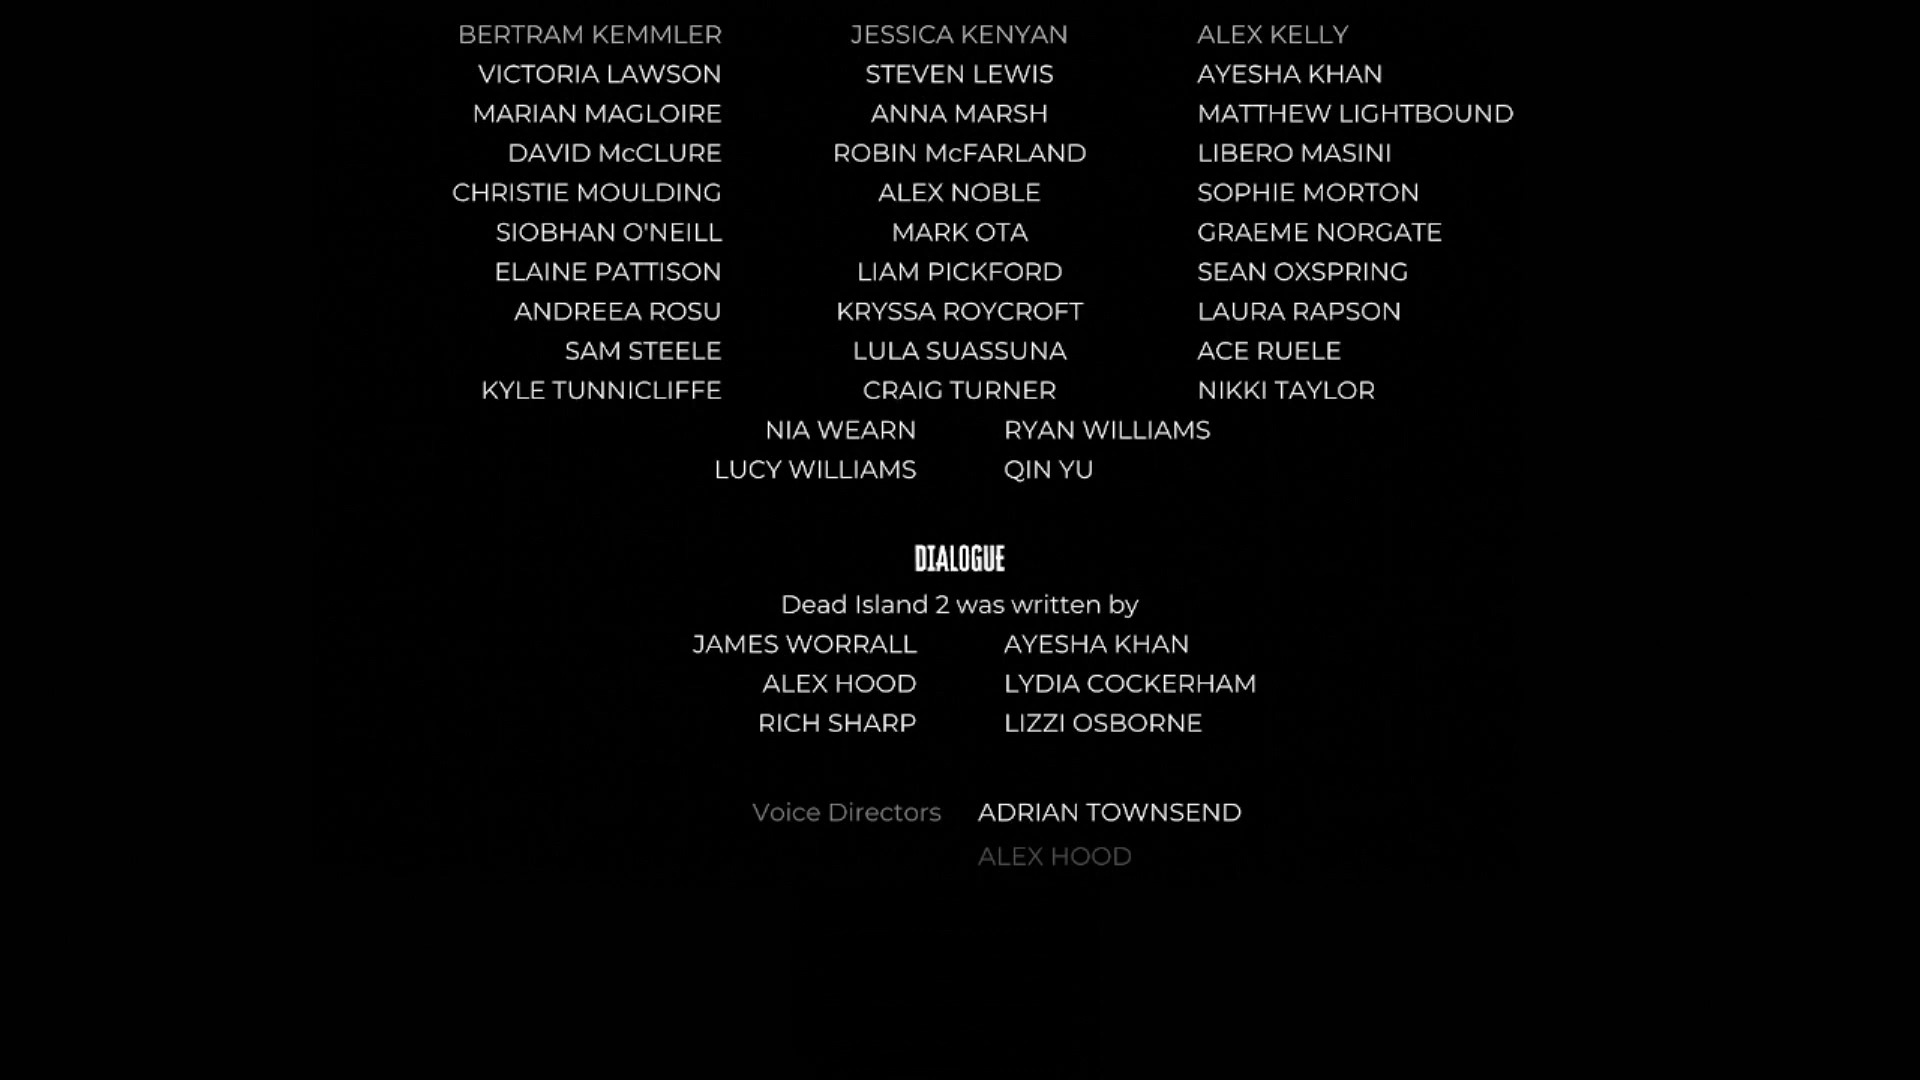 BERTRAM KEMMLER JESSICA KENYAN ALEX KELLY
VICTORIA LAWSON STEVEN LEWIS AYESHA KHAN
MARIAN MAGLOIRE ANNA MARSH MATTHEW LIGHTBOUND
DAVID McCLURE ROBIN McFARLAND LIBERO MASINI
CHRISTIE MOULDING ALEX NOBLE SOPHIE MORTON
SIOBHAN O'NEILL MARK OTA GRAEME NORGATE
ELAINE PATTISON LIAM PICKFORD SEAN OXSPRING
ANDREEA ROSU KRYSSA ROYCROFT LAURA RAPSON
SAM STEELE LULA SUASSUNA ACE RUELE
KYLE TUNNICLIFFE CRAIG TURNER NIKKI TAYLOR
NIA WEARN RYAN WILLIAMS
LUCY WILLIAMS QIN YU
DIALOGUE
Dead Island 2 was written by
JAMES WORRALL AYESHA KHAN
ALEX HOOD LYDIA COCKERHAM
RICH SHARP LIZZI OSBORNE
Voice Directors ADRIAN TOWNSEND
ALEX HOOD